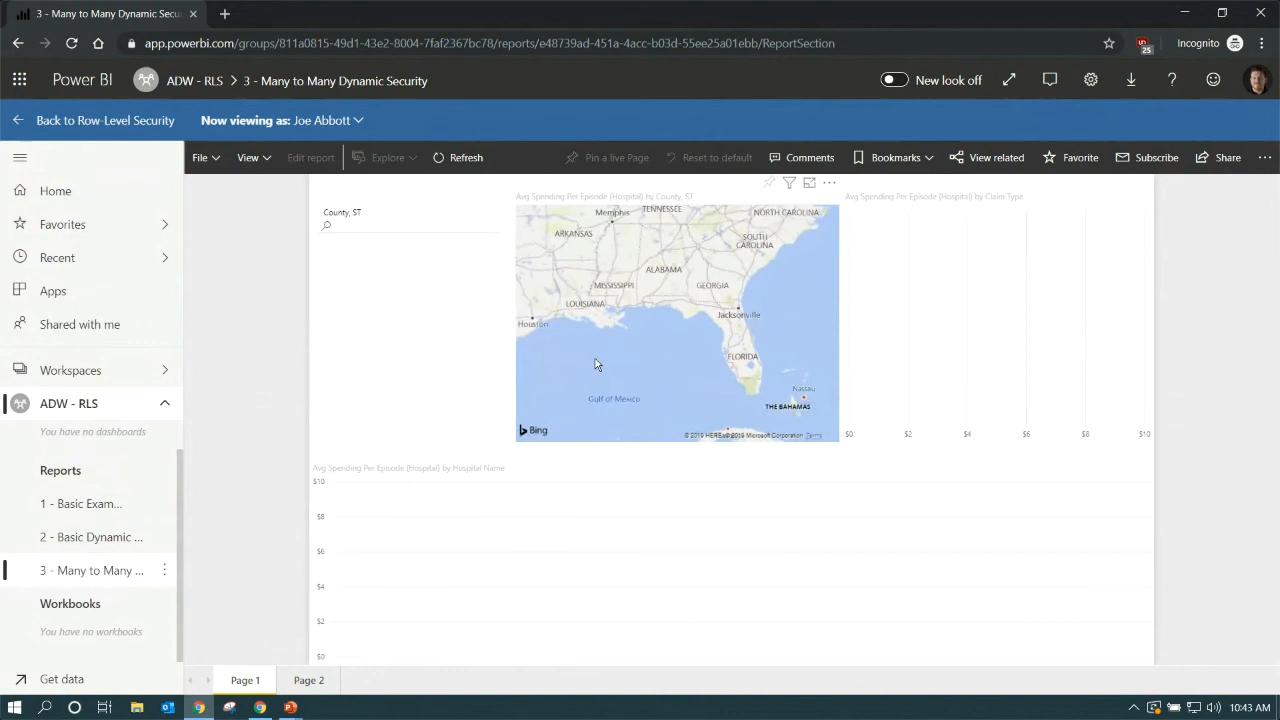 3 - Many to Many Dynamic Secu
app.powerbi.com/groups/811a0815-49d1-43e2-8004-7faf2367bc78/reports/e48739ad-451a-4acc-b03d-55ee25a01ebb/ReportSection
25
Incognito
Power BI
ADW - RLS > 3 - Many to Many Dynamic Security
New look off
Back to Row-Level Security
Now viewing as: Joe Abbott
File
View
Edit report
Explore
Refresh
Pin a live Page
Reset to default
Comments
Bookmarks
View related
Favorite
Subscribe
Share
Home
Favorites
Recent
Apps
Shared with me
Workspaces
ADW - RLS
You have no dashboards
Reports
1 - Basic Exam...
2 - Basic Dynamic ...
3 - Many to Many ...
Workbooks
You have no workbooks
Get data
County, ST
Avg Spending Per Episode (Hospital) by County, ST
Memphis
TENNESSEE
NORTH CAROLINA
ARKANSAS
SOUTH
CAROLINA
ALABAMA
MISSISSIPPI
GEORGIA
LOUISIANA
Houston
Jacksonville
FLORIDA
Gulf of Mexico
Nassau
THE BAHAMAS
Bing
© 2019 HERE, © 2019 Microsoft Corporation Terms
Avg Spending Per Episode (Hospital) by Claim Type
$0 $2 $4 $6 $8 $10
Avg Spending Per Episode (Hospital) by Hospital Name
$10
$8
$6
$4
$2
$0
Page 1
Page 2
10:43 AM